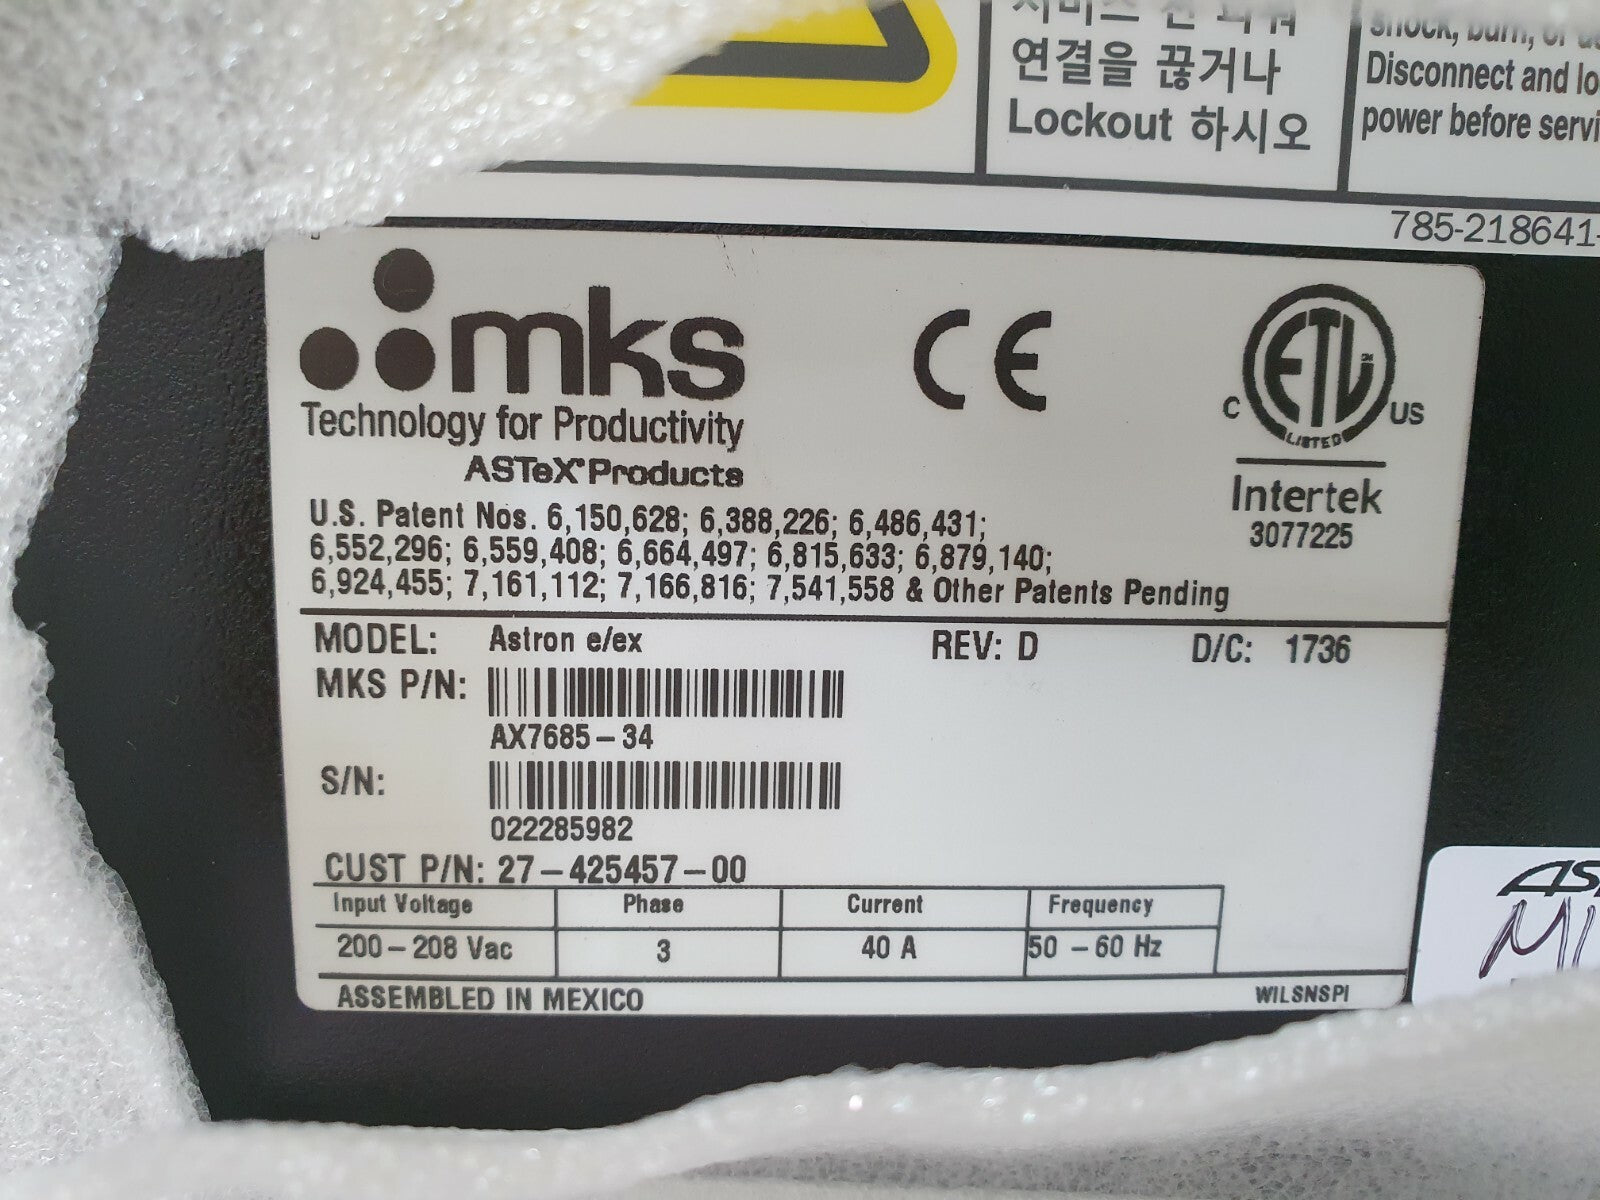 연결을 끊거나
Lockout 하시오
Disconnect and
power before
785-218641-
mks
Technology for Productivity
ASTeX Products
CE
ETL
LISTED
C US
Intertek
3077225
U.S. Patent Nos. 6,150,628; 6,388,226; 6,486,431;
6,552,296; 6,559,408; 6,664,497; 6,815,633; 6,879,140;
6,924,455; 7,161,112; 7,166,816; 7,541,558 & Other Patents Pending
MODEL: Astron e/ex REV: D D/C: 1736
MKS P/N:
AX7685-34
S/N:
022285982
CUST P/N: 27-425457-00
Input Voltage Phase Current Frequency
200-208 Vac 3 40 A 50 - 60 Hz
ASSEMBLED IN MEXICO WILSNSPI